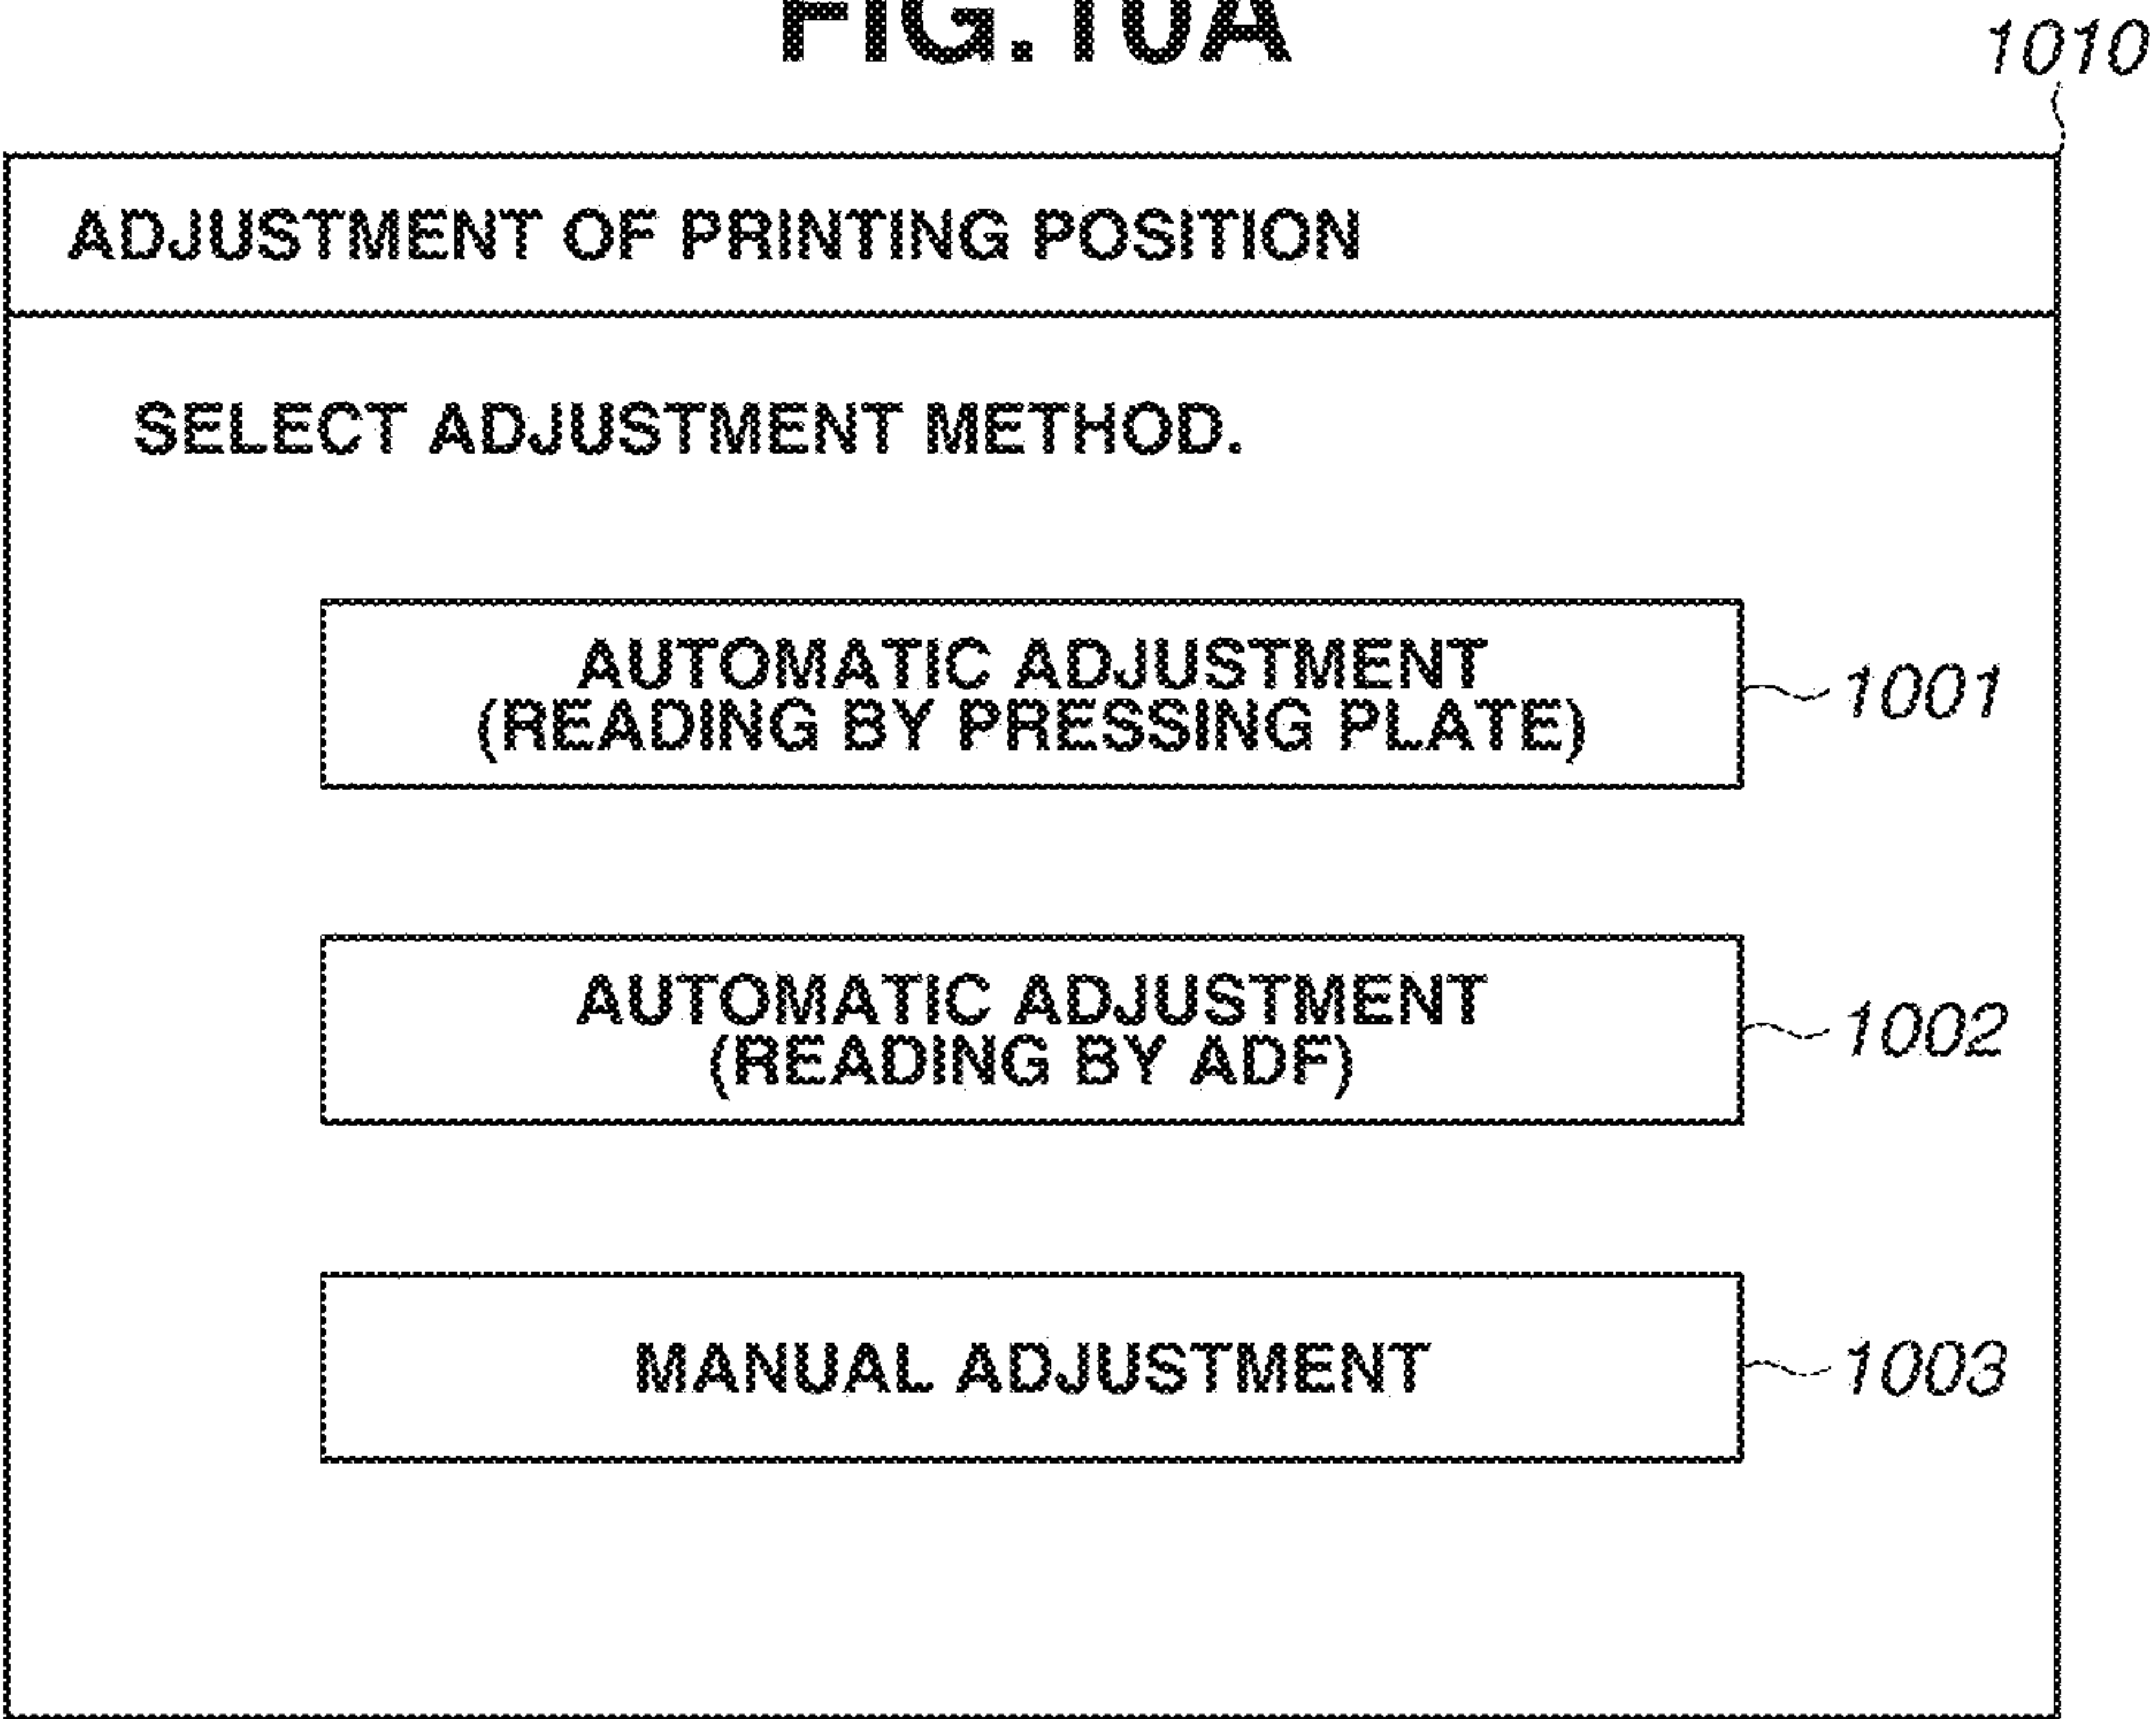 FIG.10A
1010
ADJUSTMENT OF PRINTING POSITION
SELECT ADJUSTMENT METHOD.
AUTOMATIC ADJUSTMENT
(READING BY PRESSING PLATE)
1001
AUTOMATIC ADJUSTMENT
(READING BY ADF)
1002
MANUAL ADJUSTMENT
1003